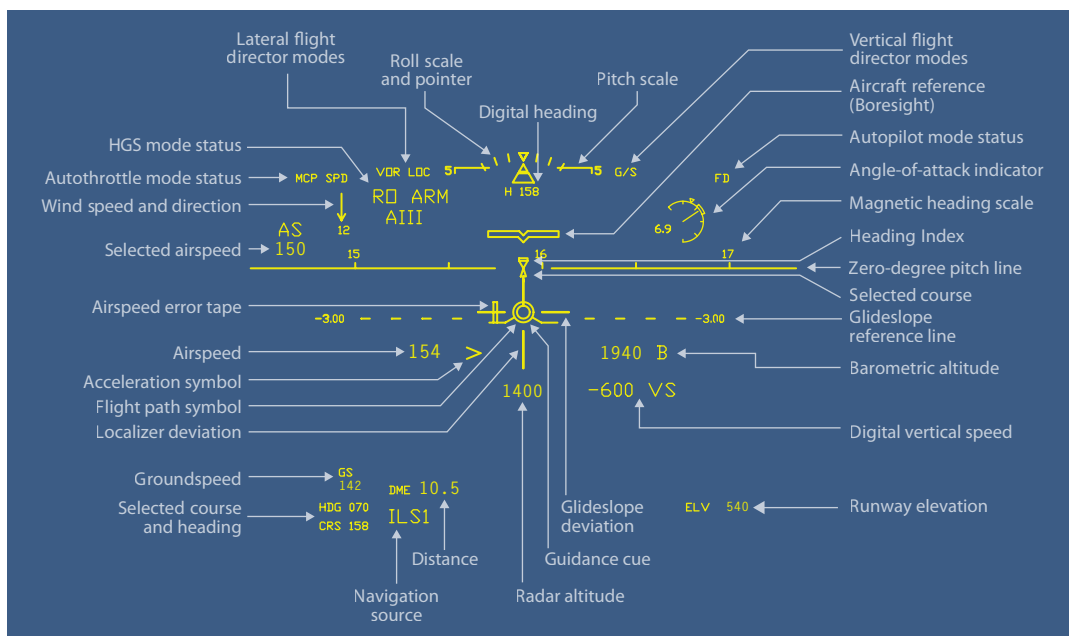 Lateral flight
director modes
Roll scale
and pointer
Digital heading
Pitch scale
Vertical flight
director modes
Aircraft reference
(Boresight)
HGS mode status
Autopilot mode status
Autothrottle mode status
Angle-of-attack indicator
Wind speed and direction
Magnetic heading scale
Selected airspeed
Heading Index
Zero-degree pitch line
Selected course
Airspeed error tape
Glideslope
reference line
Airspeed
Barometric altitude
Acceleration symbol
Flight path symbol
Localizer deviation
Digital vertical speed
Groundspeed
Selected course
and heading
Glideslope
deviation
Runway elevation
Distance
Guidance cue
Navigation
source
Radar altitude
MCP SPD
VOR LOC
5
5
G/S
FD
H 158
RO ARM
AIII
12
AS
150
6.9
15
16
17
-3.00
-3.00
154 >
1940 B
1400
-600 VS
GS
142
DME 10.5
HDG 070
CRS 158
ILS1
ELV 540